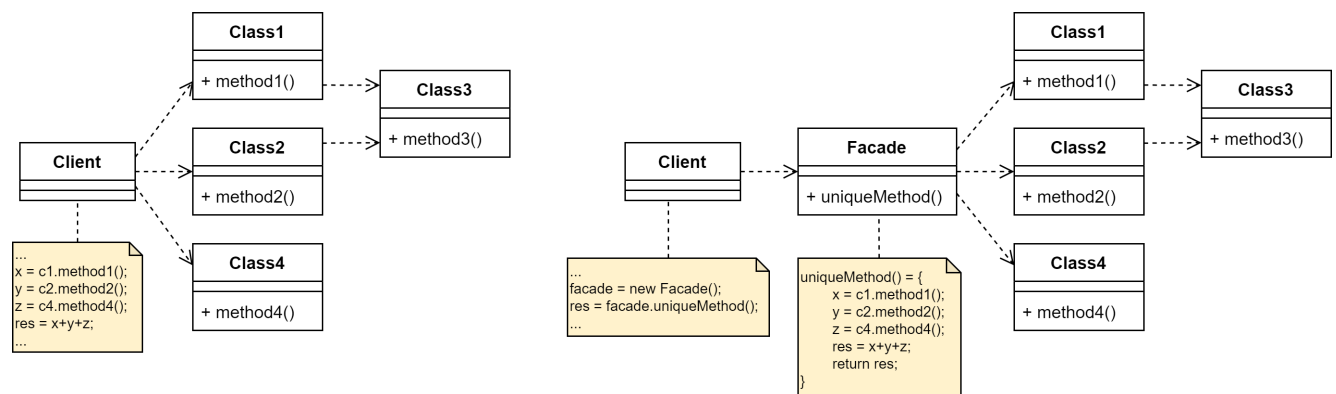 Class1
+ method1()
Class3
+ method3()
Class2
+ method2()
Client
Class4
+ method4()
...
x = c1.method1();
y = c2.method2();
z = c4.method4();
res = x+y+z;
...
Class1
+ method1()
Class3
+ method3()
Client
Facade
+ uniqueMethod()
Class2
+ method2()
Class4
+ method4()
...
facade = new Facade();
res = facade.uniqueMethod();
...
uniqueMethod() = {
x = c1.method1();
y = c2.method2();
z = c4.method4();
res = x+y+z;
return res;
}